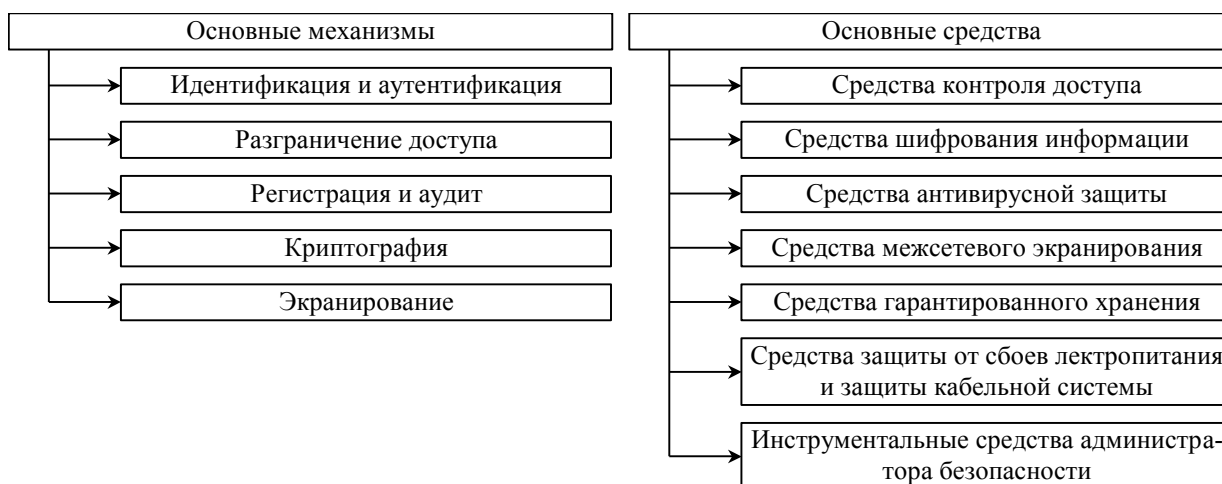 Основные механизмы
Идентификация и аутентификация
Разграничение доступа
Регистрация и аудит
Криптография
Экранирование
Основные средства
Средства контроля доступа
Средства шифрования информации
Средства антивирусной защиты
Средства межсетевого экранирования
Средства гарантированного хранения
Средства защиты от сбоев лектропитания
и защиты кабельной системы
Инструментальные средства администра-
тора безопасности